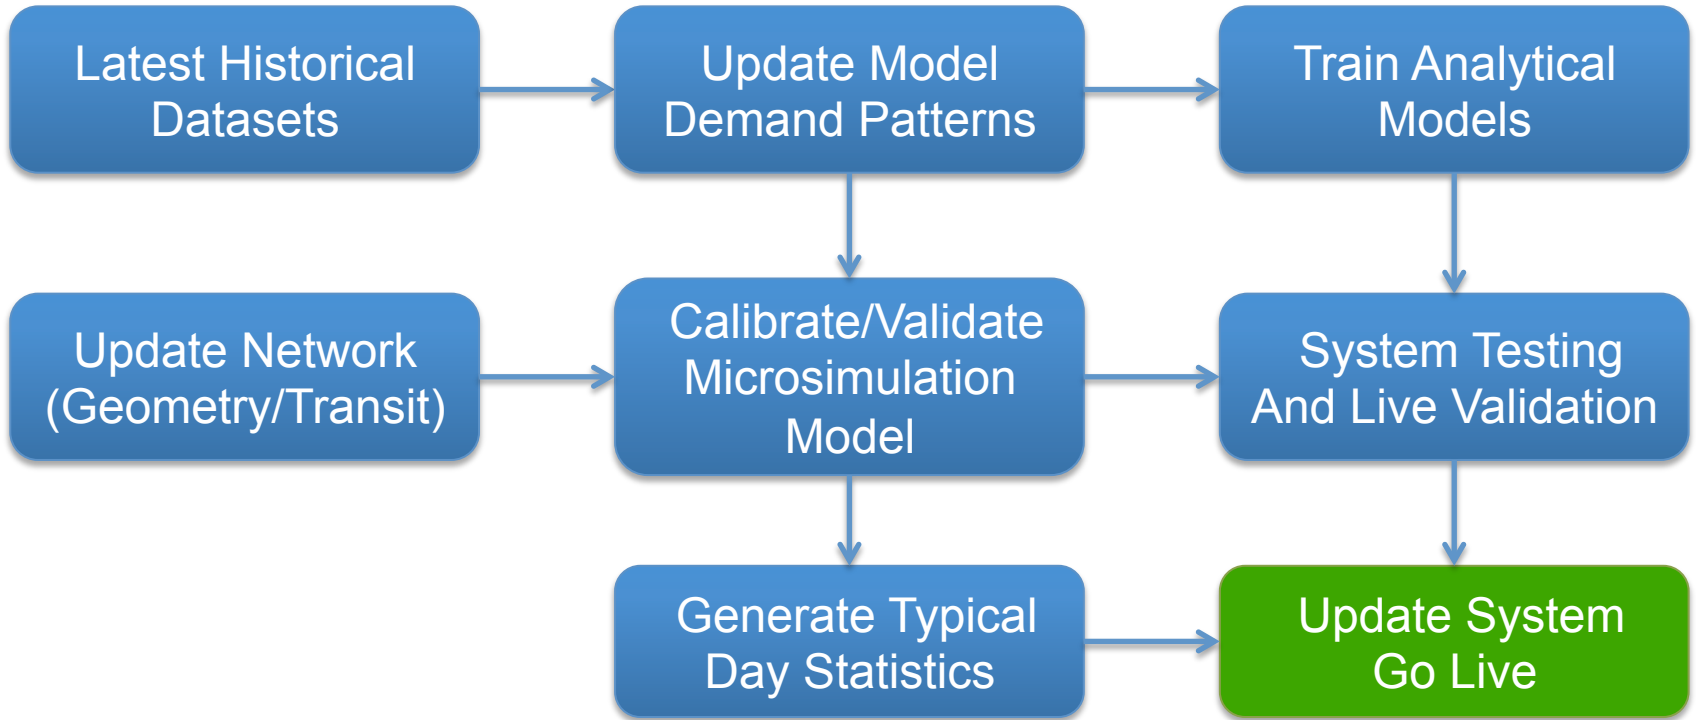 Latest Historical
Datasets
Update Model
Demand Patterns
Train Analytical
Models
Update Network
(Geometry/Transit)
Calibrate/Validate
Microsimulation
Model
System Testing
And Live Validation
Generate Typical
Day Statistics
Update System
Go Live